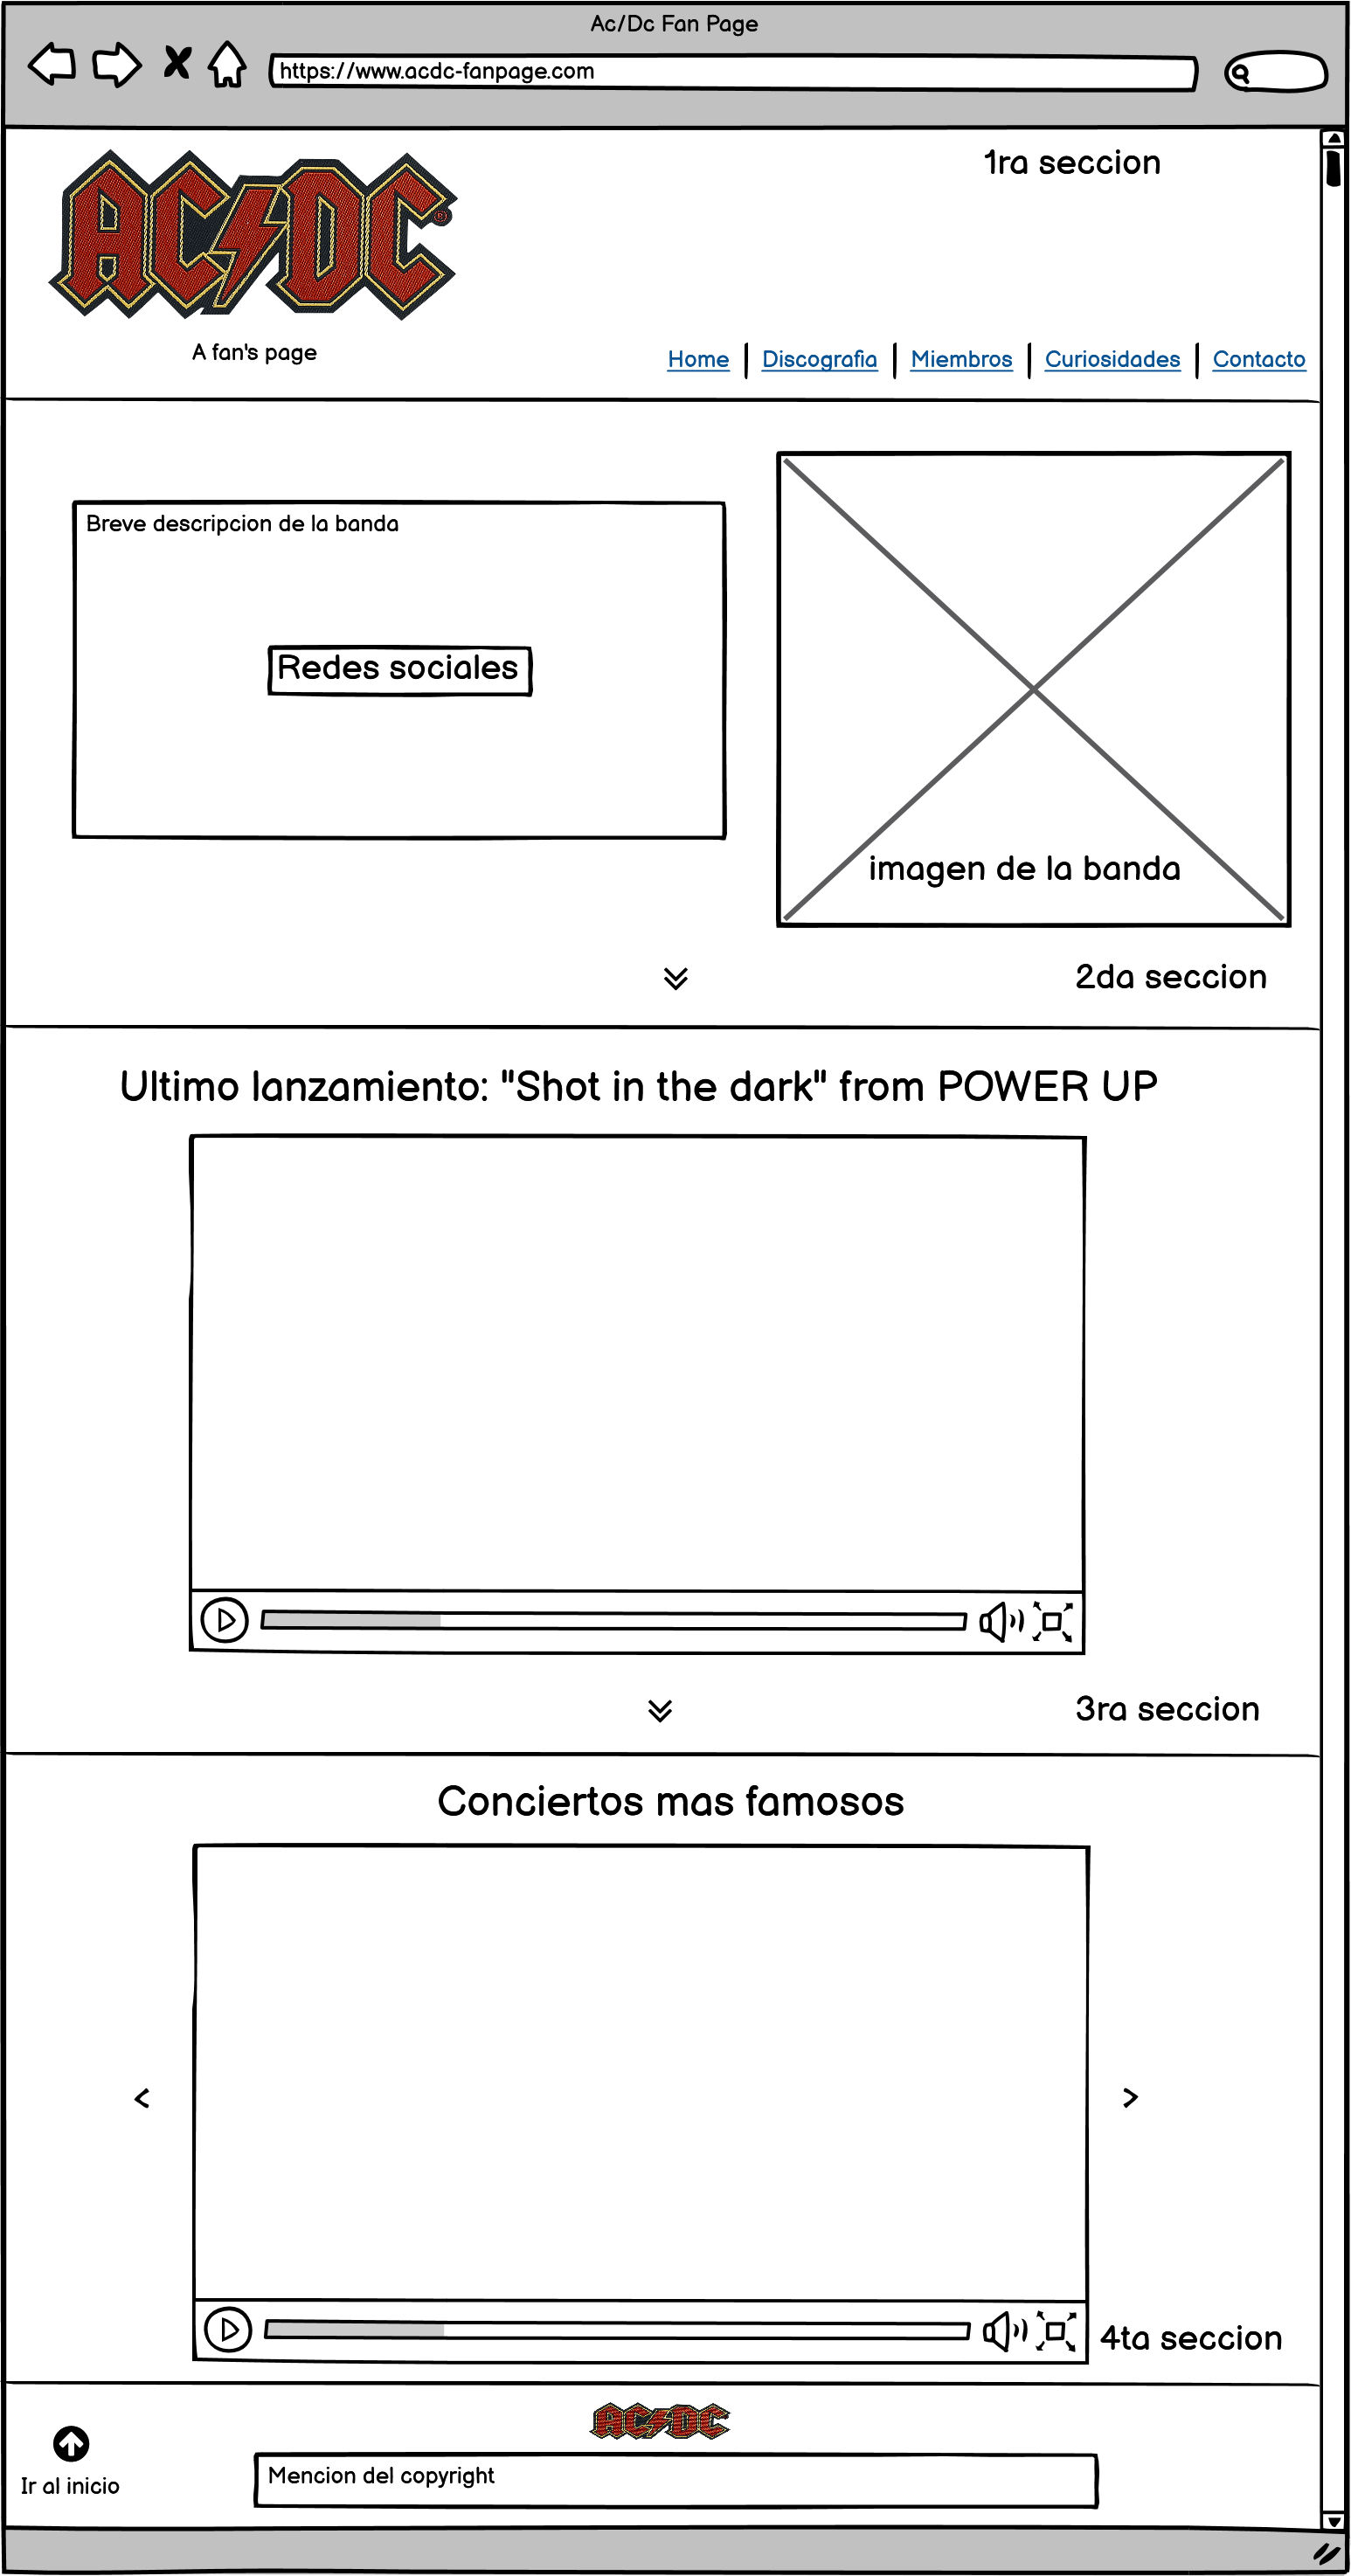 Ac/Dc Fan Page
https://www.acdc-fanpage.com
1ra seccion
AC DC ®
A fan's page
Home | Discografia | Miembros | Curiosidades | Contacto
Breve descripcion de la banda
Redes sociales
imagen de la banda
2da seccion
Ultimo lanzamiento: "Shot in the dark" from POWER UP
3ra seccion
Conciertos mas famosos
< >
4ta seccion
AC DC
Mencion del copyright
Ir al inicio